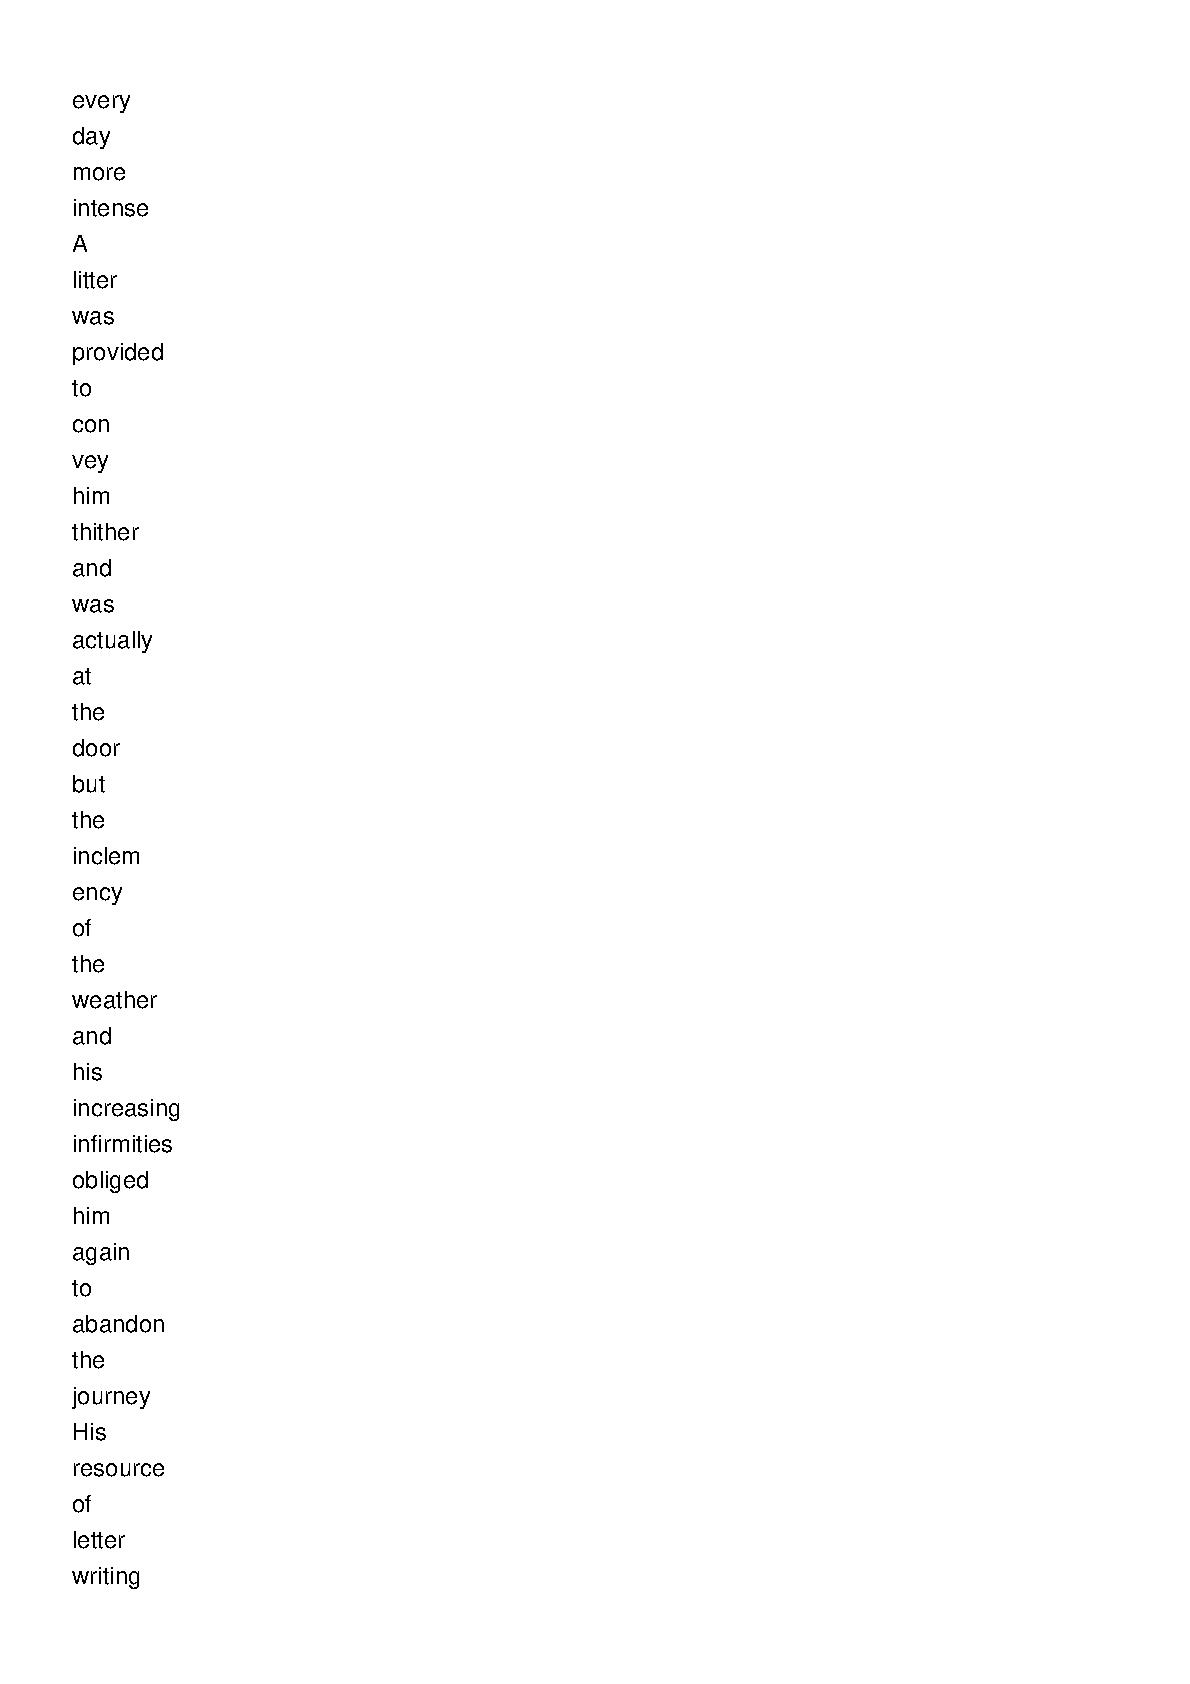 every
day
more
intense
A
litter
was
provided
to
con
vey
him
thither
and
was
actually
at
the
door
but
the
inclem
ency
of
the
weather
and
his
increasing
infirmities
obliged
him
again
to
abandon
the
journey
His
resource
of
letter
writing